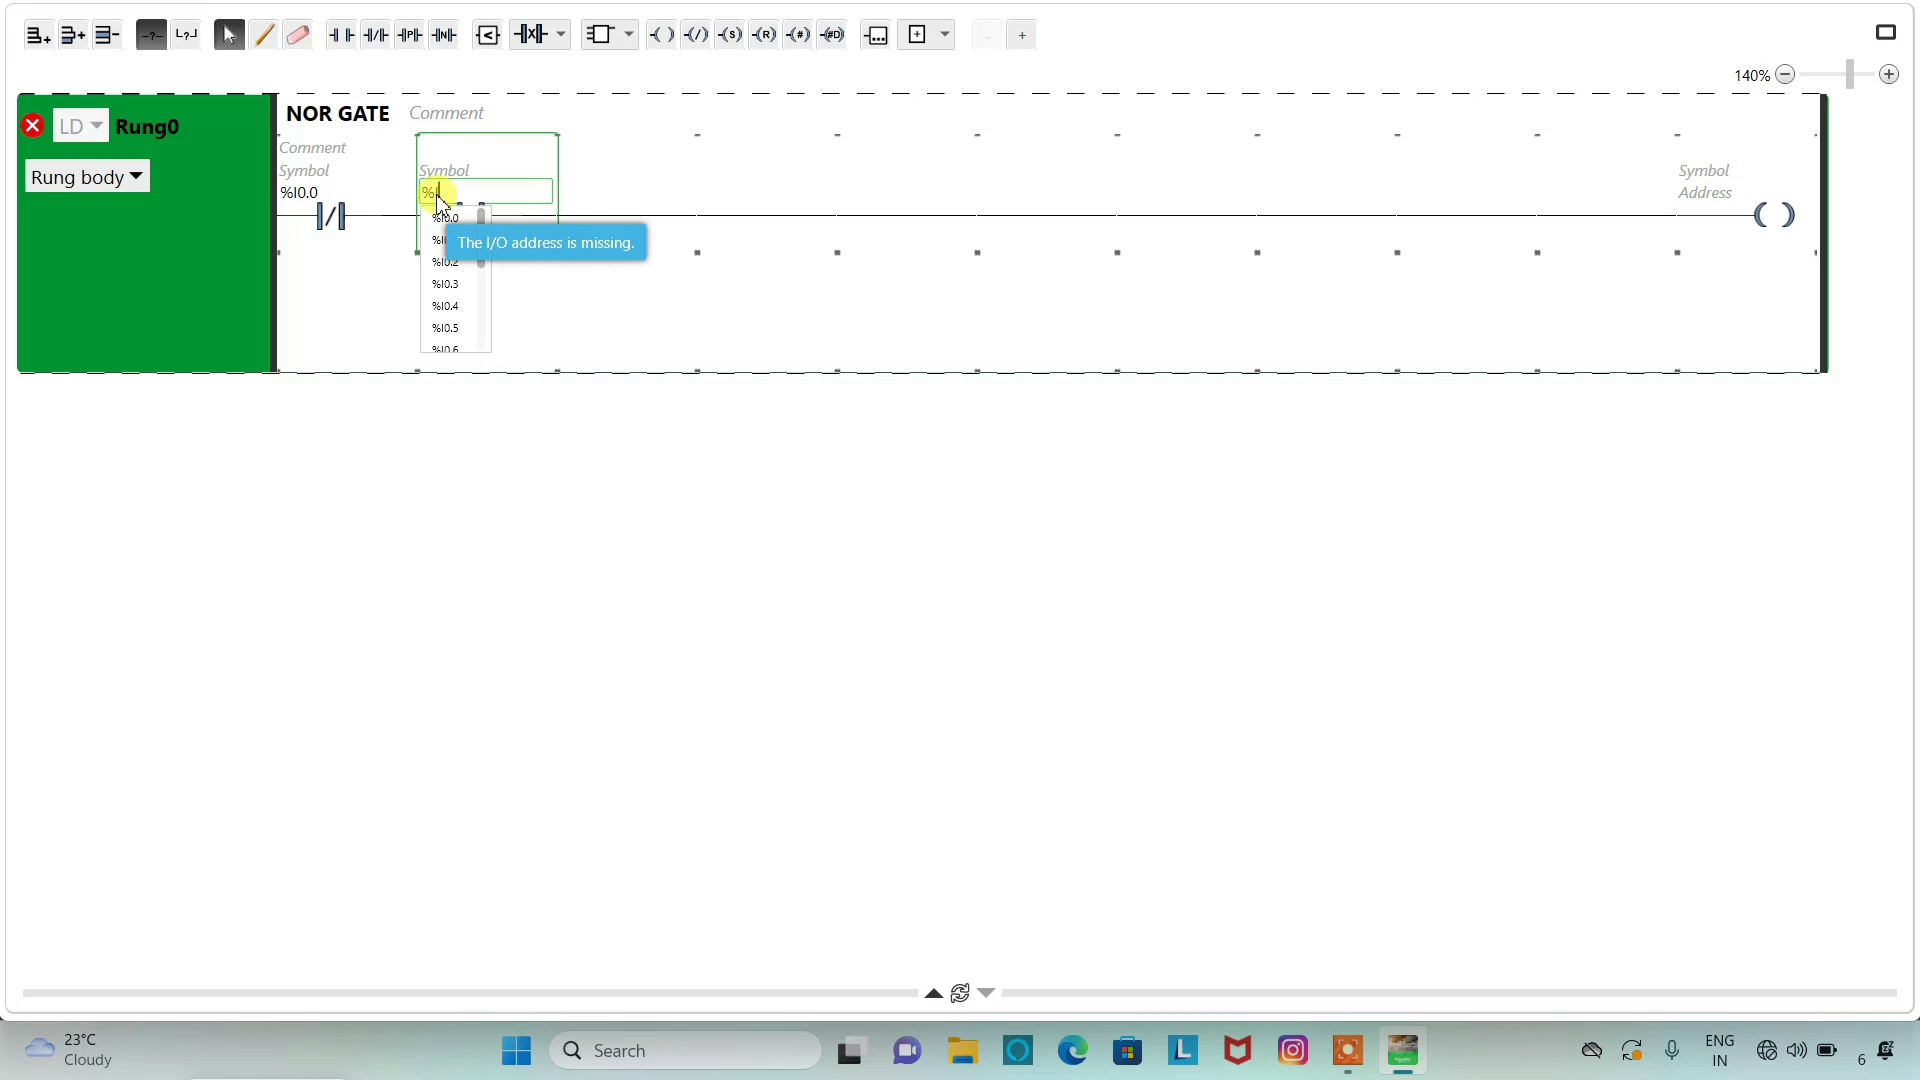 140%
LD Rung0
NOR GATE Comment
Rung body
Comment
Symbol
%I0.0
Symbol
%I
%I0.0
The I/O address is missing.
%I0.2
%I0.3
%I0.4
%I0.5
%I0.6
Symbol
Address
23°C
Cloudy
Search
ENG
IN
6